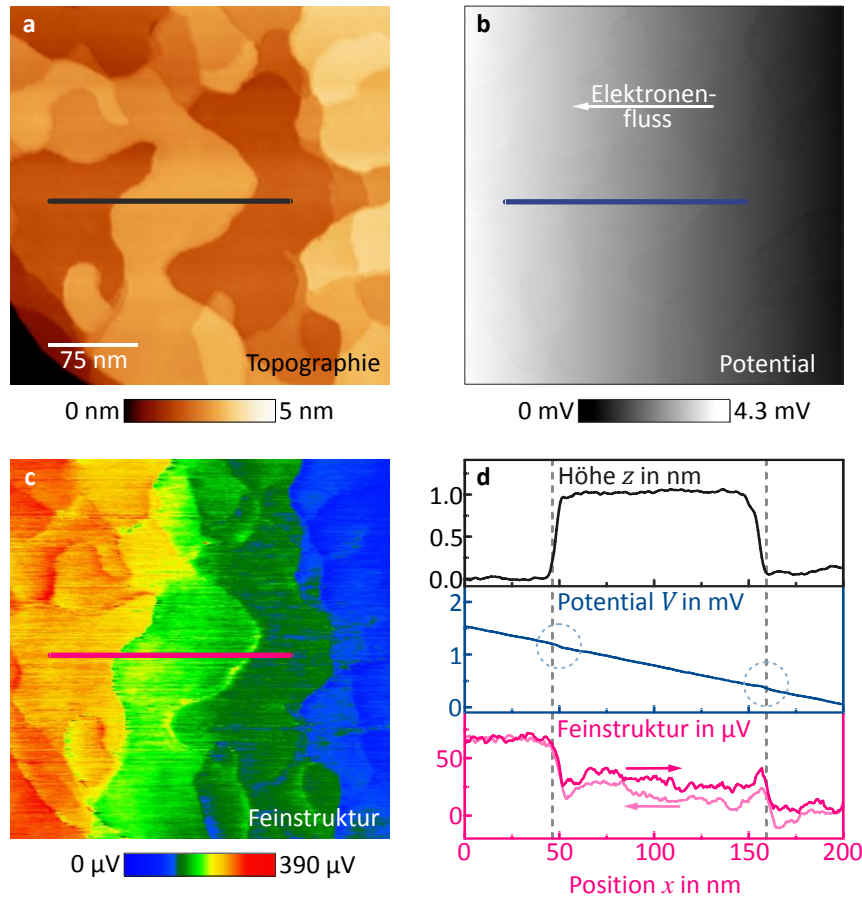 a
75 nm
Topographie
0 nm
5 nm
b
Elektronen-
fluss
Potential
0 mV
4.3 mV
c
Feinstruktur
0 µV
390 µV
d
Höhe z in nm
1.0
0.5
0.0
Potential V in mV
2
1
0
Feinstruktur in µV
50
0
0
50
100
150
200
Position x in nm